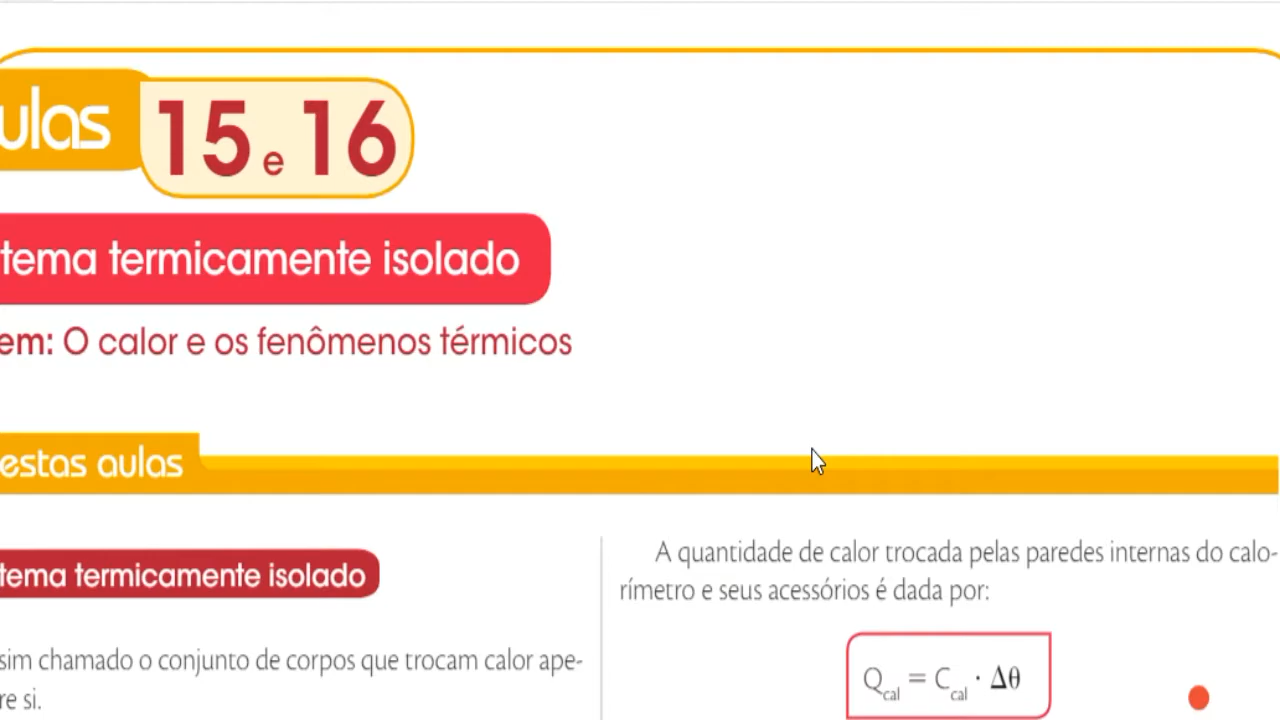 ulas 15 e 16
tema termicamente isolado
em: O calor e os fenômenos térmicos
estas aulas
tema termicamente isolado
sim chamado o conjunto de corpos que trocam calor ape-
re si.
A quantidade de calor trocada pelas paredes internas do calo-
rímetro e seus acessórios é dada por:
Qcal = Ccal · Δθ